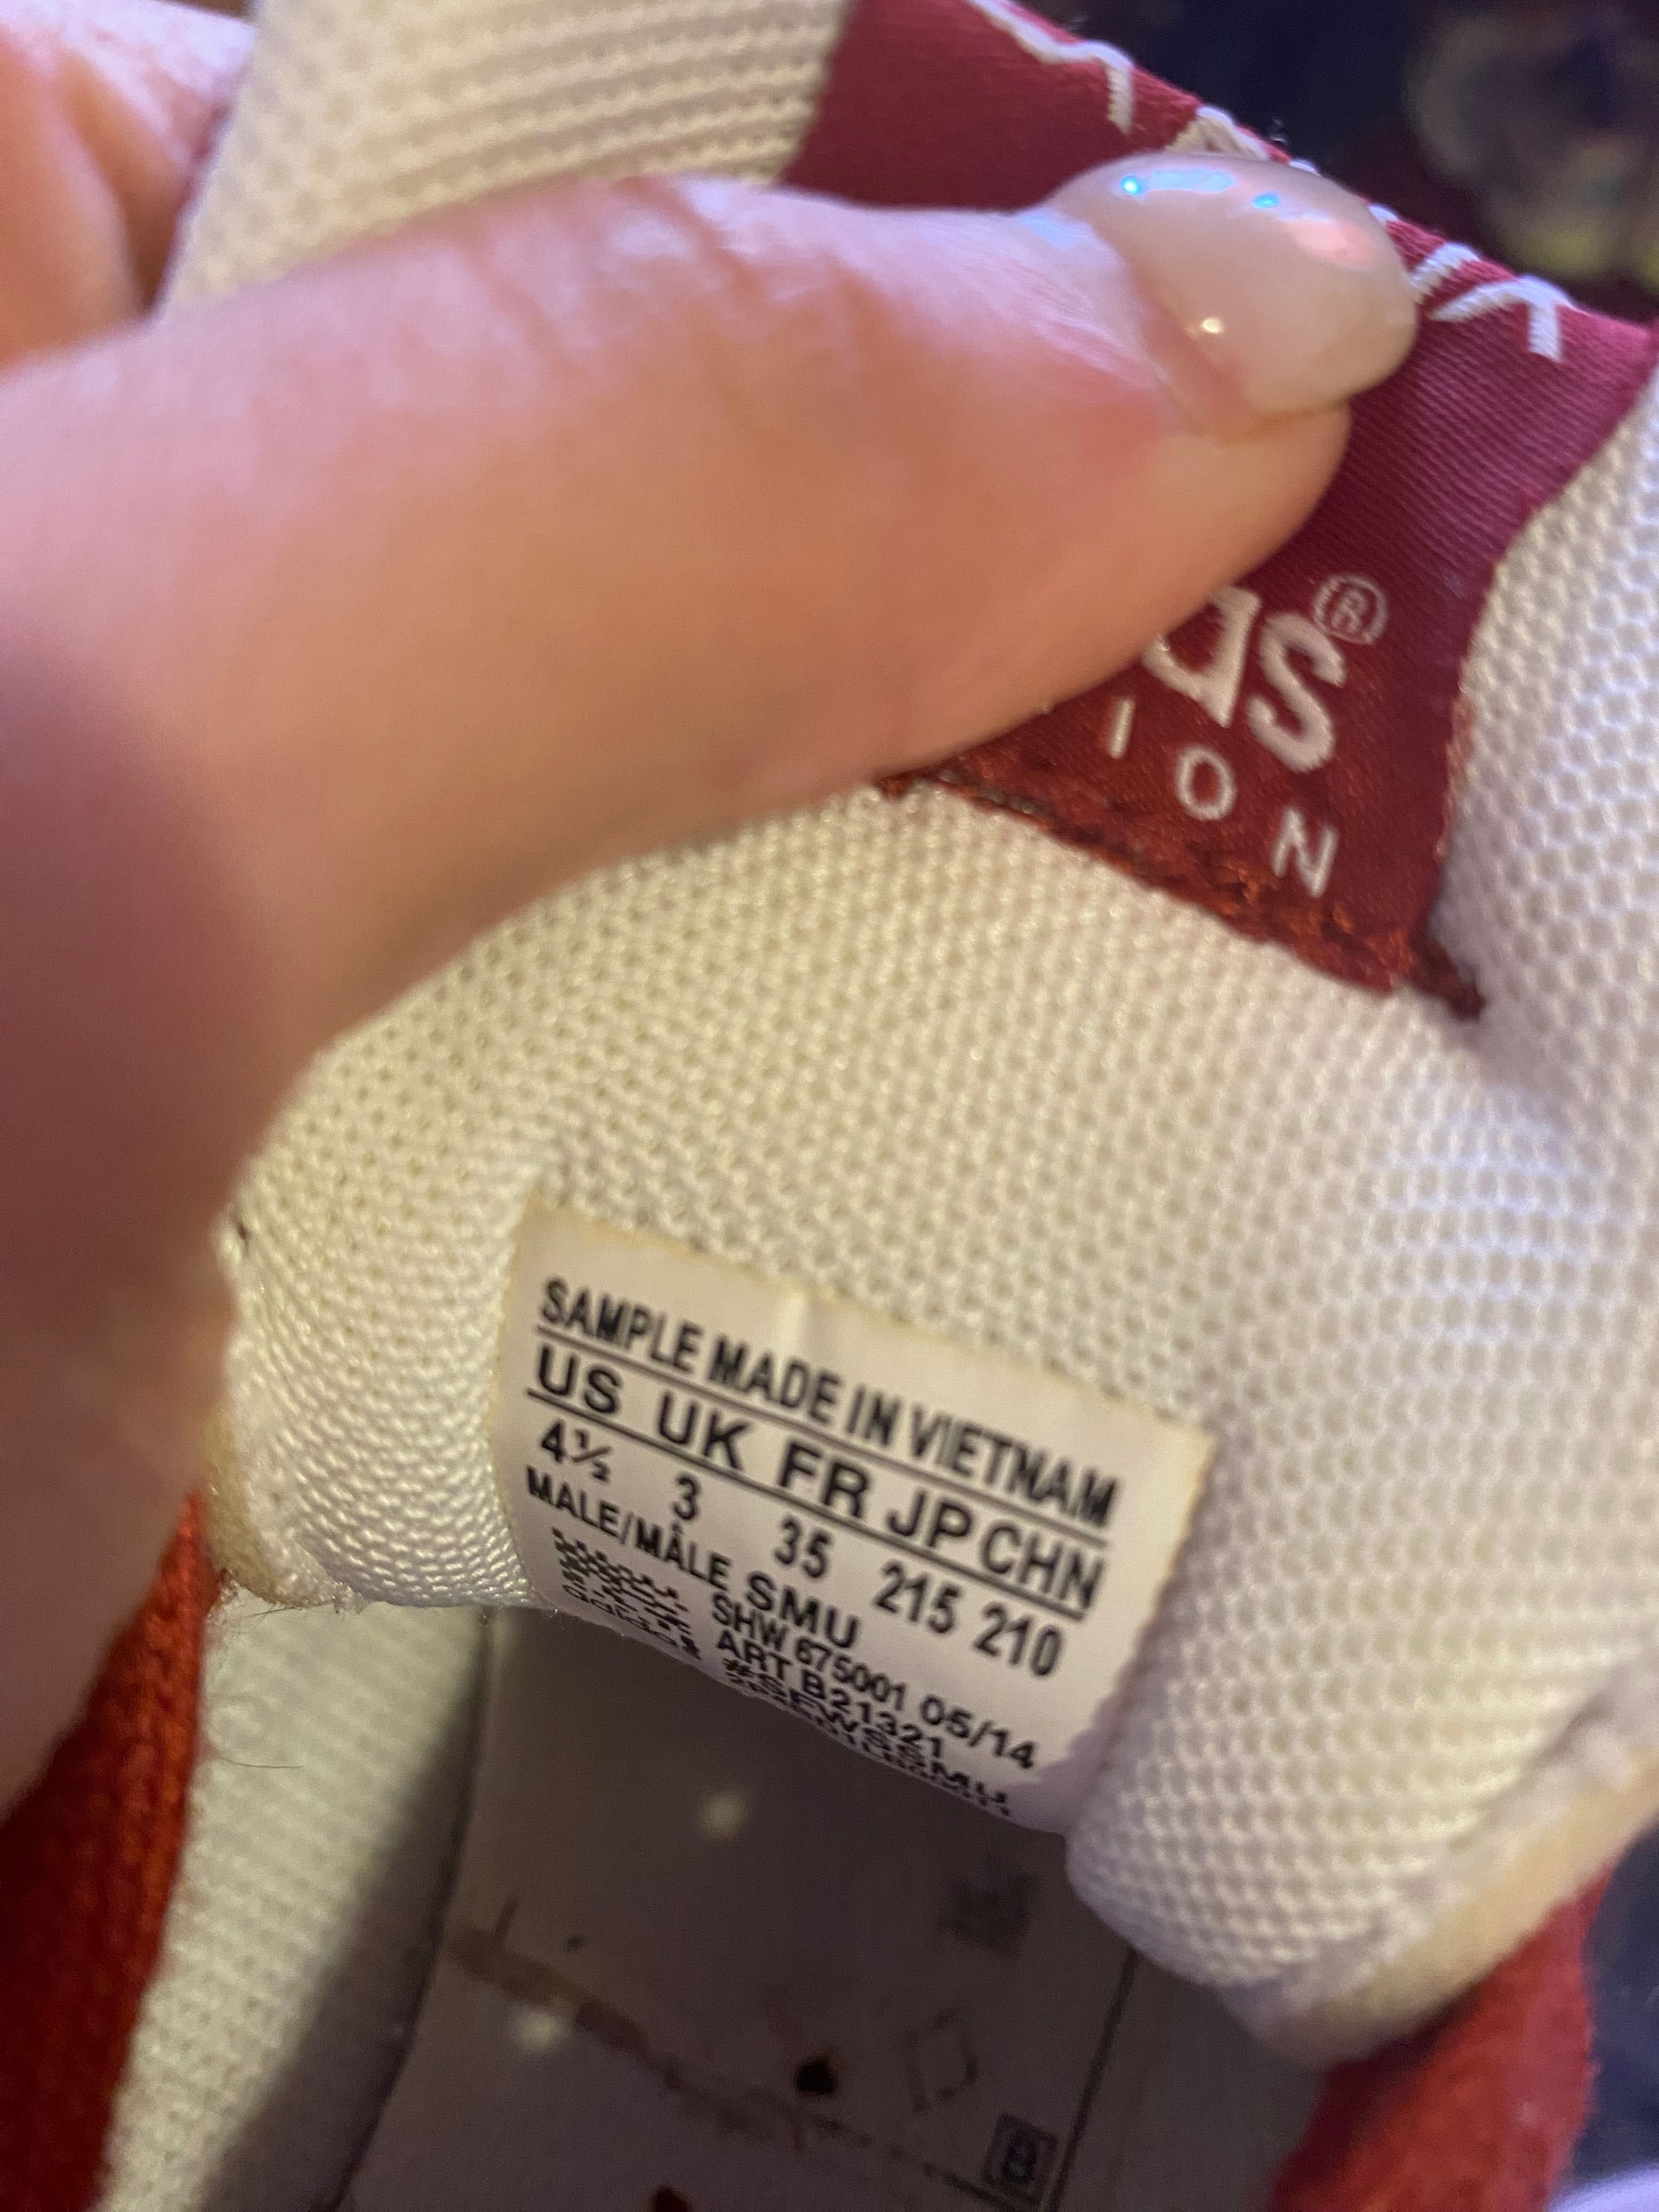 as®
ION
SAMPLE MADE IN VIETNAM
US UK FR JP CHN
4½ 3 35 215 210
MALE/MÂLE SMU
SHW 675001 05/14
ART B21321